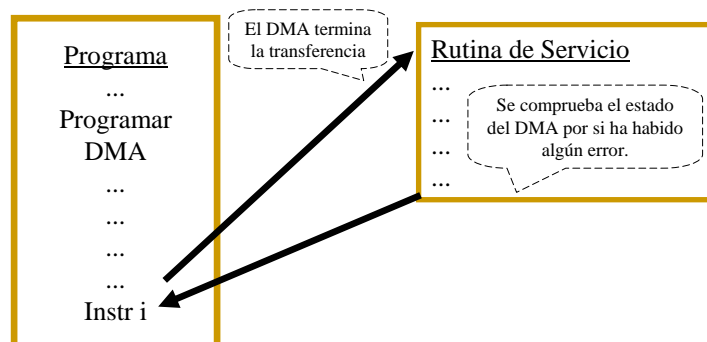 Programa
...
Programar
DMA
...
...
...
...
Instr i
El DMA termina
la transferencia
Rutina de Servicio
...
...
...
...
Se comprueba el estado
del DMA por si ha habido
algún error.